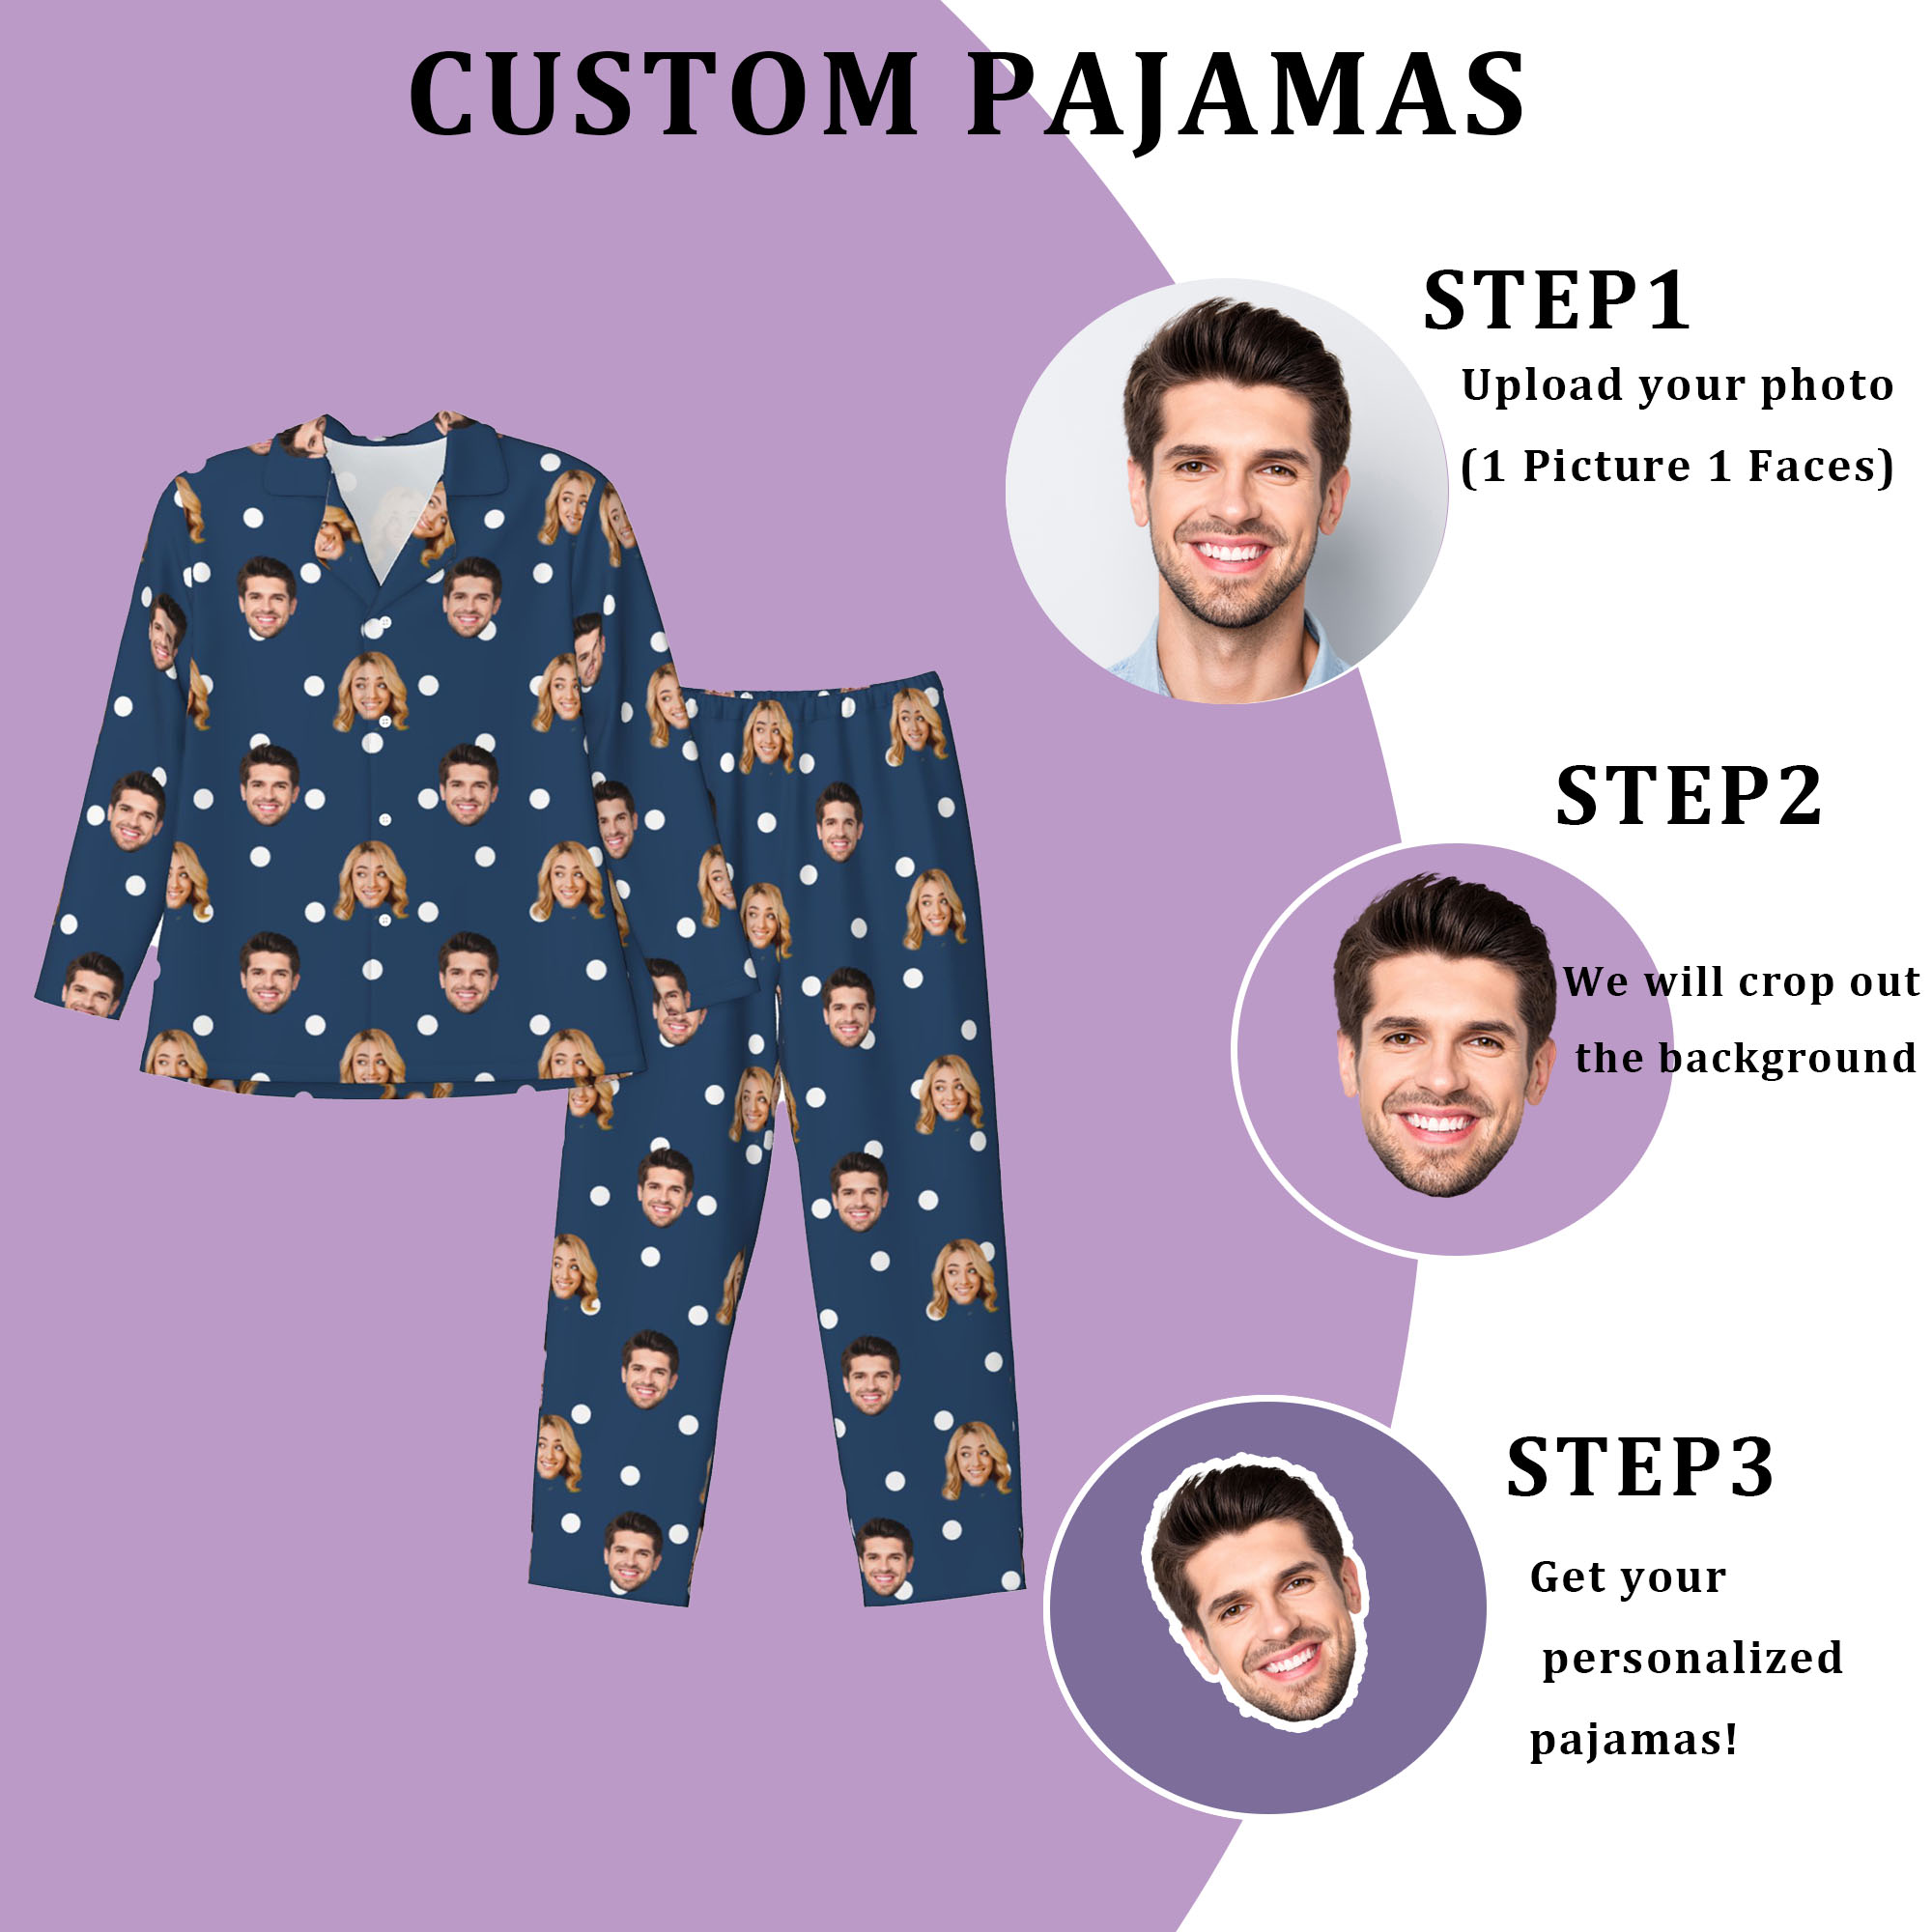 CUSTOM PAJAMAS
STEP1
Upload your photo
(1 Picture 1 Faces)
STEP2
We will crop out
the background
STEP3
Get your
personalized
pajamas!